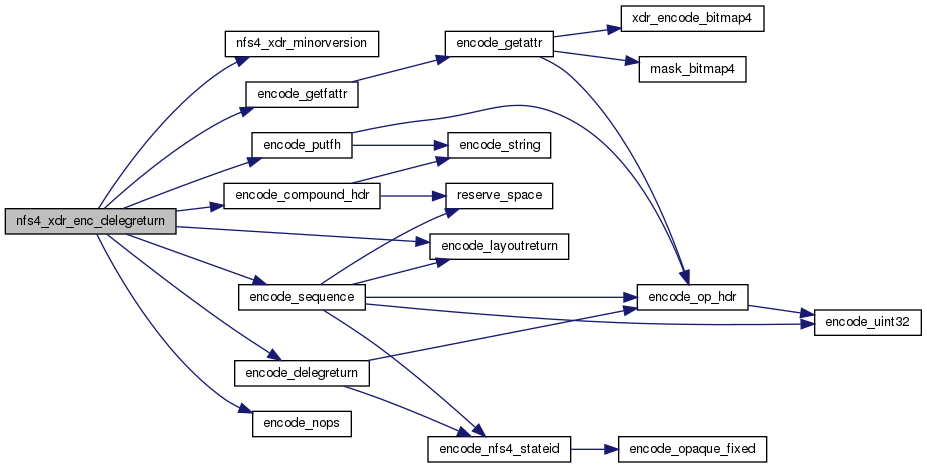 xdr_encode_bitmap4
nfs4_xdr_minorversion
encode_getattr
mask_bitmap4
encode_getfattr
encode_putfh
encode_string
encode_compound_hdr
reserve_space
nfs4_xdr_enc_delegreturn
encode_layoutreturn
encode_sequence
encode_op_hdr
encode_uint32
encode_delegreturn
encode_nops
encode_nfs4_stateid
encode_opaque_fixed